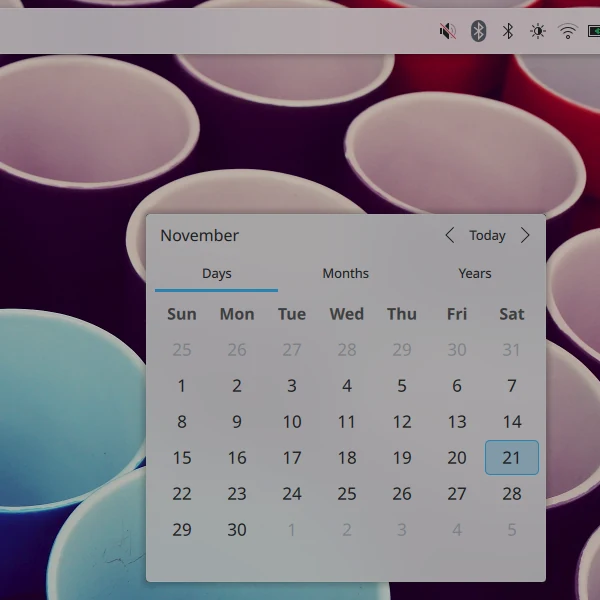 November Today
Days Months Years
Sun Mon Tue Wed Thu Fri Sat
25 26 27 28 29 30 31
1 2 3 4 5 6 7
8 9 10 11 12 13 14
15 16 17 18 19 20 21
22 23 24 25 26 27 28
29 30 1 2 3 4 5